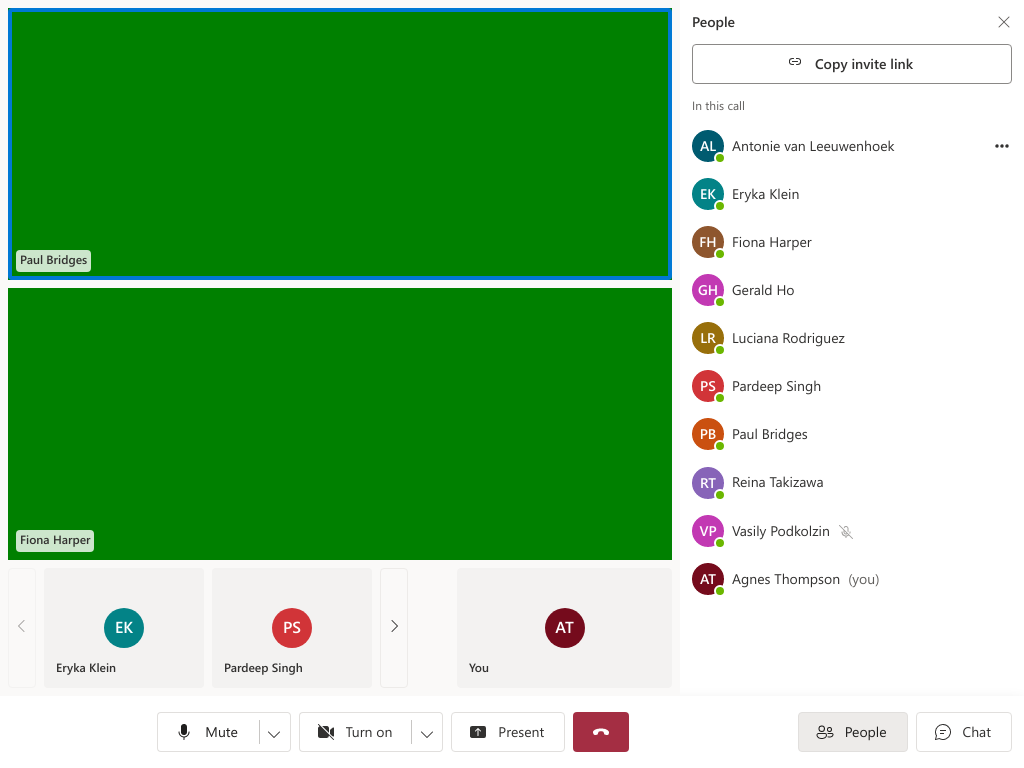 Paul Bridges
Fiona Harper
EK
Eryka Klein
PS
Pardeep Singh
AT
You
People
Copy invite link
In this call
AL Antonie van Leeuwenhoek
EK Eryka Klein
FH Fiona Harper
GH Gerald Ho
LR Luciana Rodriguez
PS Pardeep Singh
PB Paul Bridges
RT Reina Takizawa
VP Vasily Podkolzin
AT Agnes Thompson (you)
Mute Turn on Present People Chat